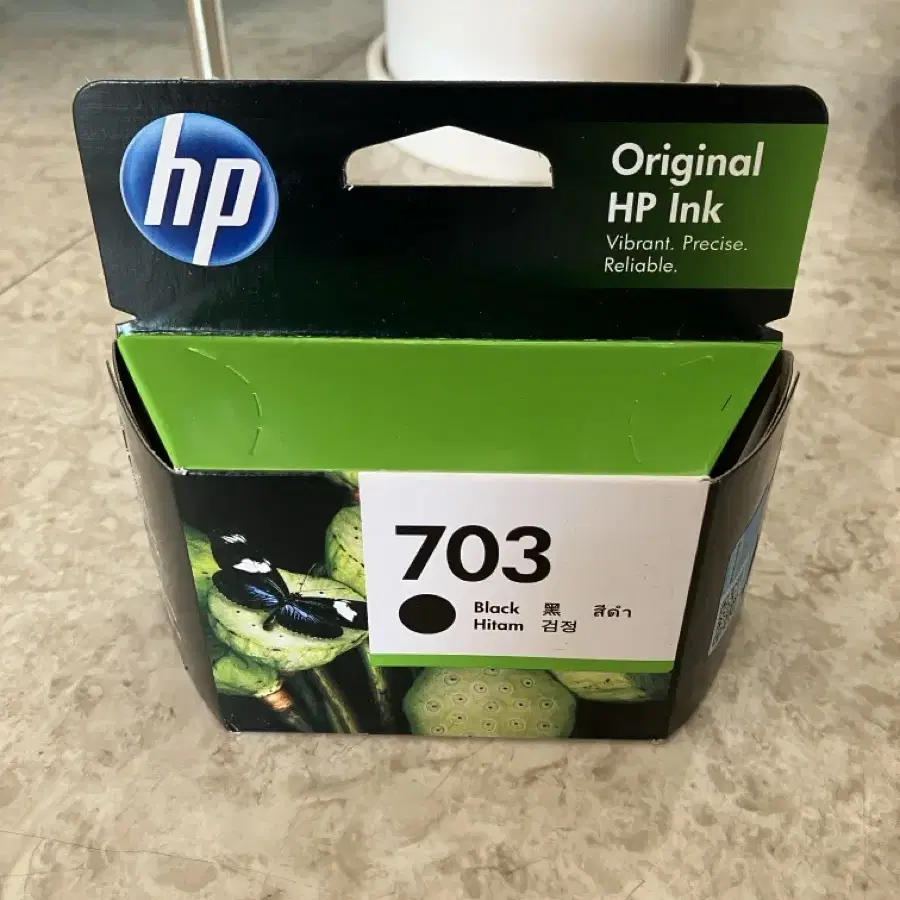 hp
Original
HP Ink
Vibrant. Precise.
Reliable.
703
Black 黑 สีดำ
Hitam 검정